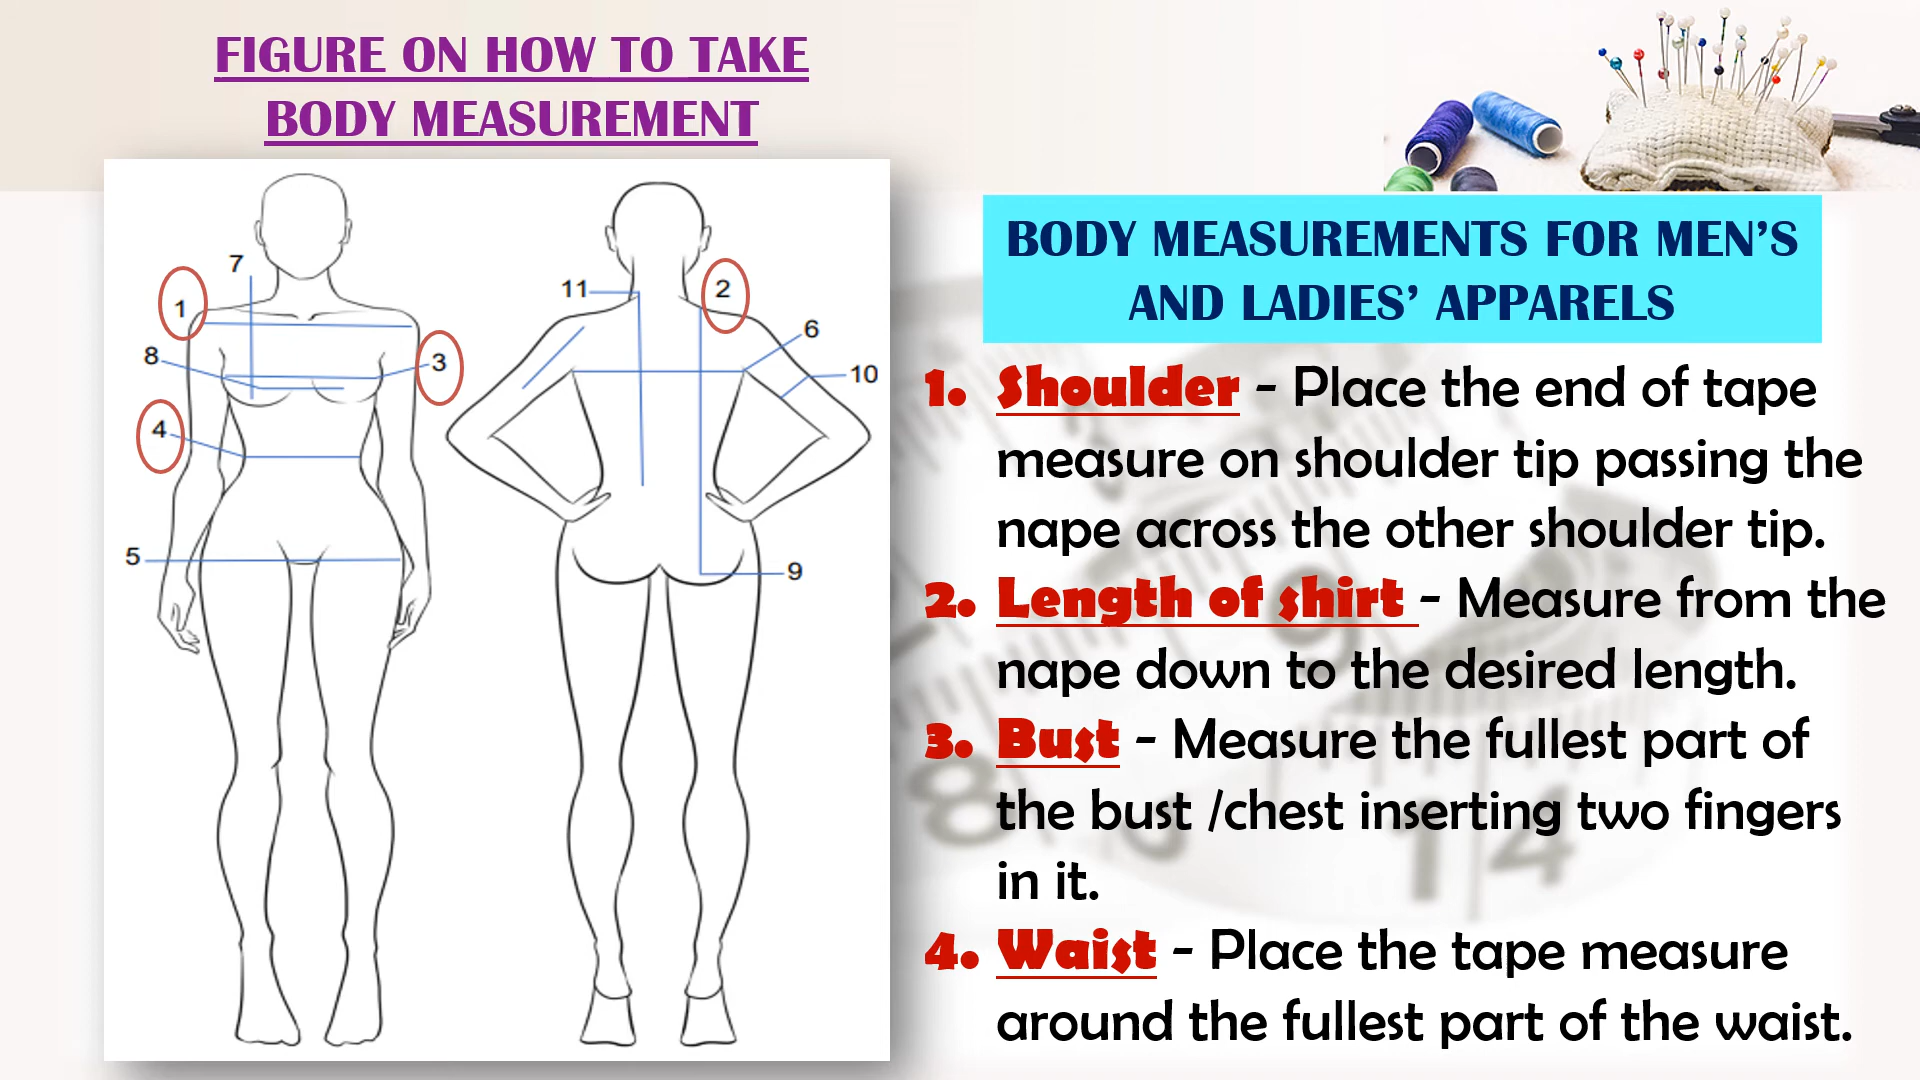 FIGURE ON HOW TO TAKE
BODY MEASUREMENT
7
1
8
3
4
5
11
2
6
10
9
BODY MEASUREMENTS FOR MEN’S
AND LADIES’ APPARELS
1. Shoulder - Place the end of tape
measure on shoulder tip passing the
nape across the other shoulder tip.
2. Length of shirt - Measure from the
nape down to the desired length.
3. Bust - Measure the fullest part of
the bust /chest inserting two fingers
in it.
4. Waist - Place the tape measure
around the fullest part of the waist.
3
9
8
14